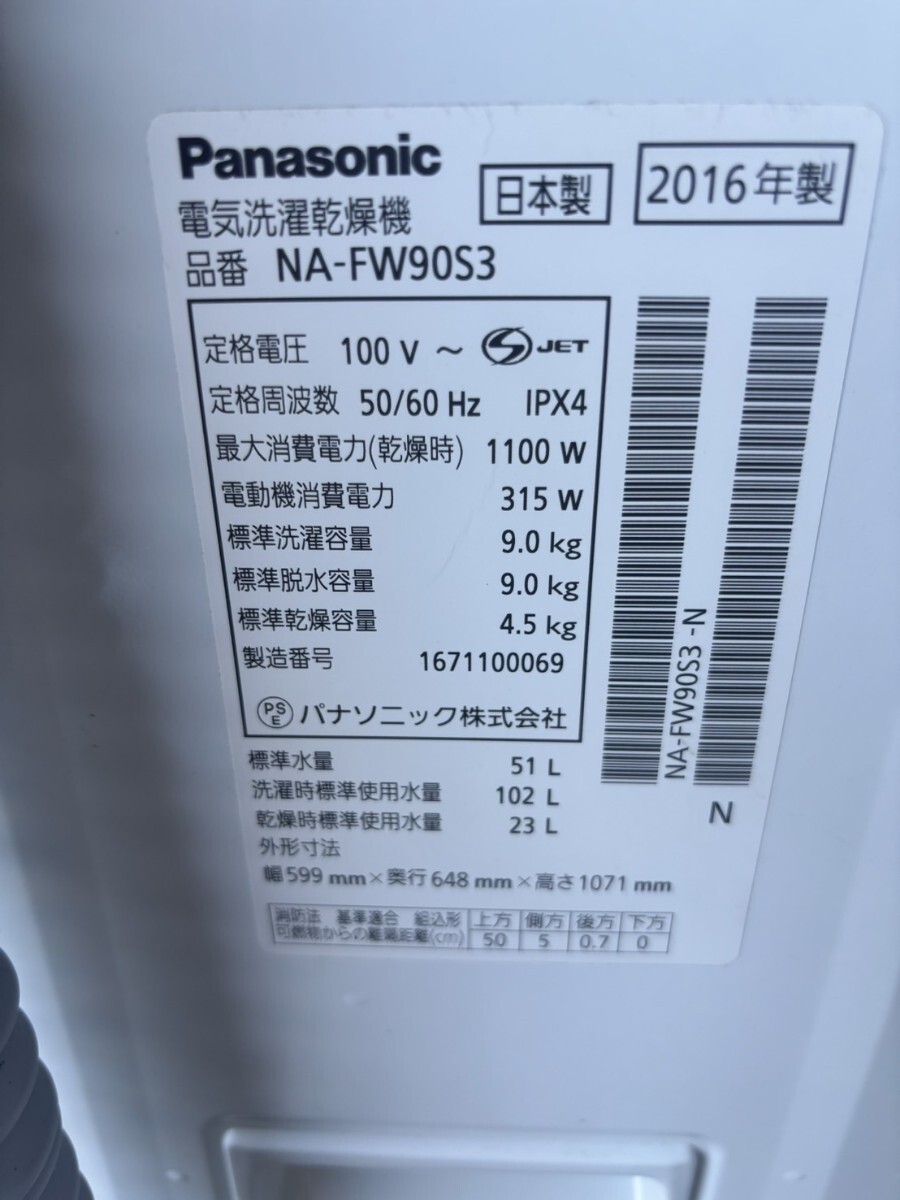 Panasonic
電気洗濯乾燥機
日本製
2016年製
品番 NA-FW90S3
定格電圧 100 V ～ S JET
定格周波数 50/60 Hz IPX4
最大消費電力(乾燥時) 1100 W
電動機消費電力 315 W
標準洗濯容量 9.0 kg
標準脱水容量 9.0 kg
標準乾燥容量 4.5 kg
製造番号 1671100069
PSE パナソニック株式会社
標準水量 51 L
洗濯時標準使用水量 102 L
乾燥時標準使用水量 23 L
外形寸法
幅599 mm×奥行648 mm×高さ1071 mm
消防法 基準適合 組込形 上方 側方 後方 下方
可燃物からの離隔距離(cm) 50 5 0.7 0
NA-FW90S3 -N
N